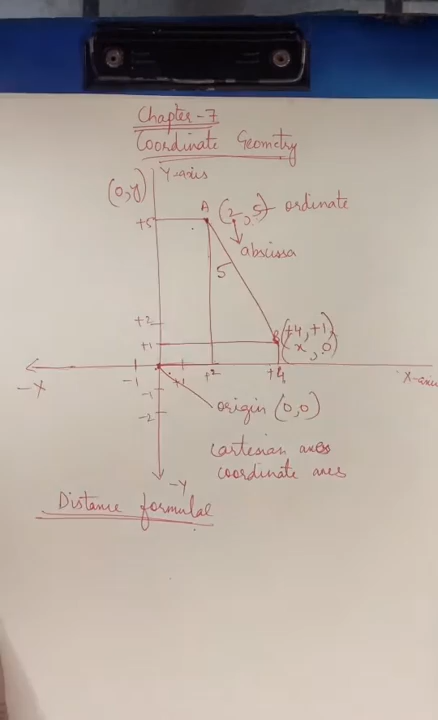 Chapter-7
Coordinate Geometry
Y-axis
(0,y)
A (2,5) ordinate
+5
abscissa
5
+2
+1
B (+4,+1)
(x,0)
-X
-1
+1
+2
+4
X-axis
-1
-2
origin (0,0)
cartesian axes
coordinate axes
-Y
Distance formulae